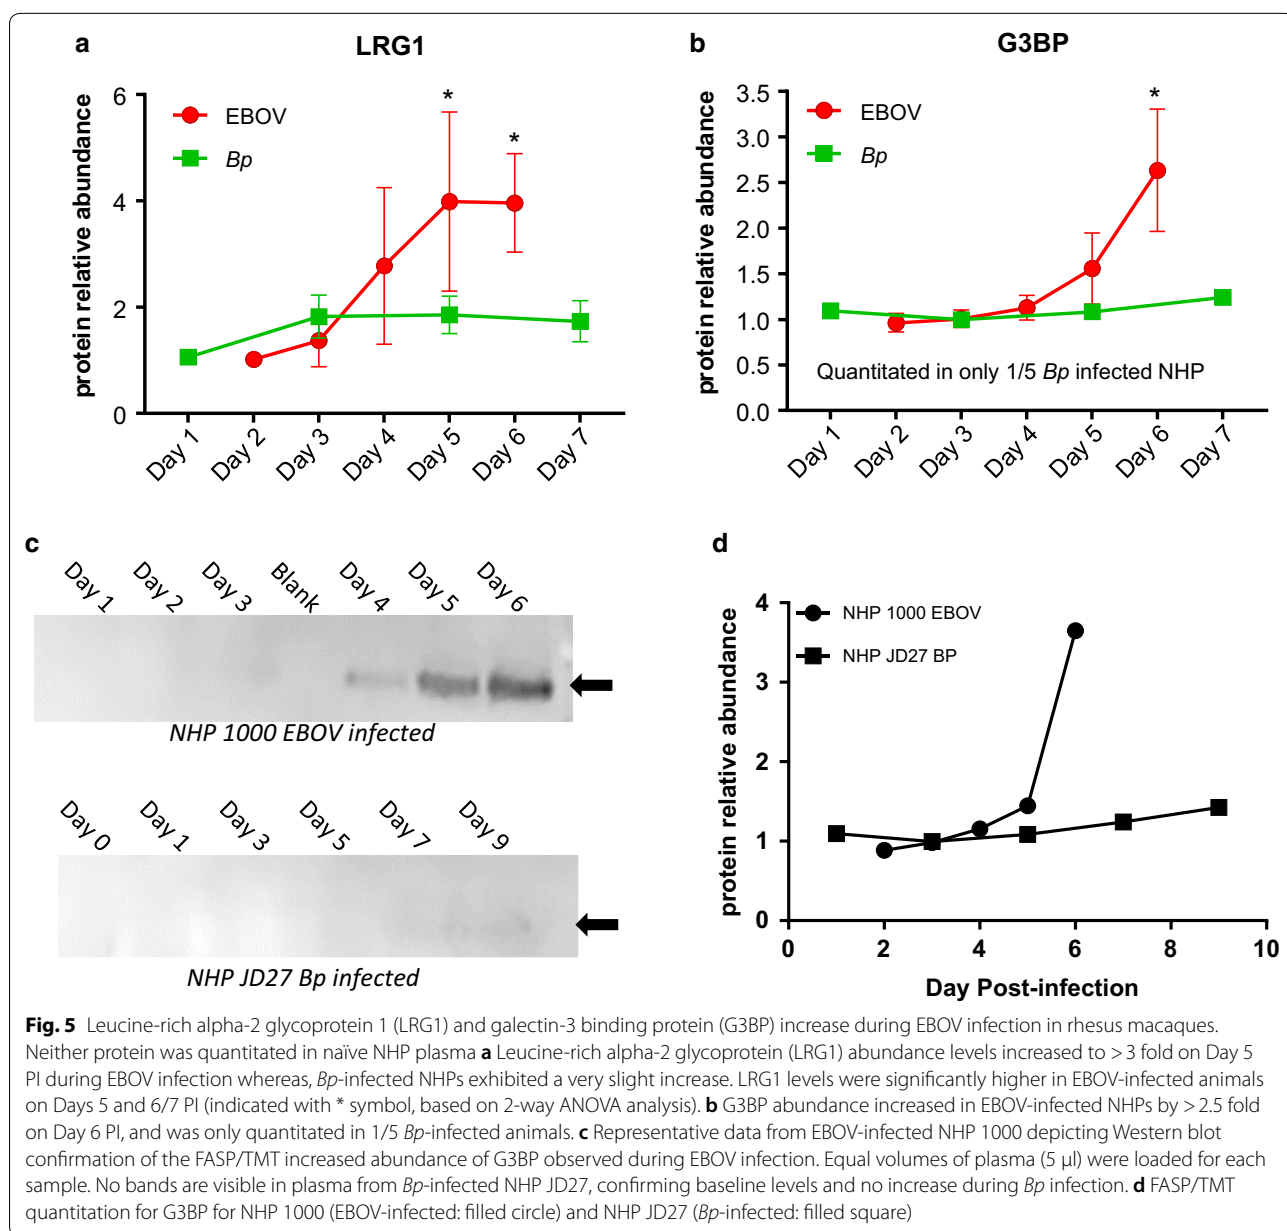 a
LRG1
protein relative abundance
6
4
2
0
EBOV
Bp
*
*
Day 1
Day 2
Day 3
Day 4
Day 5
Day 6
Day 7
b
G3BP
protein relative abundance
3.5
3.0
2.5
2.0
1.5
1.0
0.5
0.0
EBOV
Bp
*
Quantitated in only 1/5 Bp infected NHP
Day 1
Day 2
Day 3
Day 4
Day 5
Day 6
Day 7
c
Day 1
Day 2
Day 3
Blank
Day 4
Day 5
Day 6
NHP 1000 EBOV infected
Day 0
Day 1
Day 3
Day 5
Day 7
Day 9
NHP JD27 Bp infected
d
protein relative abundance
4
3
2
1
0
NHP 1000 EBOV
NHP JD27 BP
0
2
4
6
8
10
Day Post-infection
Fig. 5 Leucine-rich alpha-2 glycoprotein 1 (LRG1) and galectin-3 binding protein (G3BP) increase during EBOV infection in rhesus macaques.
Neither protein was quantitated in naïve NHP plasma a Leucine-rich alpha-2 glycoprotein (LRG1) abundance levels increased to > 3 fold on Day 5
PI during EBOV infection whereas, Bp-infected NHPs exhibited a very slight increase. LRG1 levels were significantly higher in EBOV-infected animals
on Days 5 and 6/7 PI (indicated with * symbol, based on 2-way ANOVA analysis). b G3BP abundance increased in EBOV-infected NHPs by > 2.5 fold
on Day 6 PI, and was only quantitated in 1/5 Bp-infected animals. c Representative data from EBOV-infected NHP 1000 depicting Western blot
confirmation of the FASP/TMT increased abundance of G3BP observed during EBOV infection. Equal volumes of plasma (5 µl) were loaded for each
sample. No bands are visible in plasma from Bp-infected NHP JD27, confirming baseline levels and no increase during Bp infection. d FASP/TMT
quantitation for G3BP for NHP 1000 (EBOV-infected: filled circle) and NHP JD27 (Bp-infected: filled square)